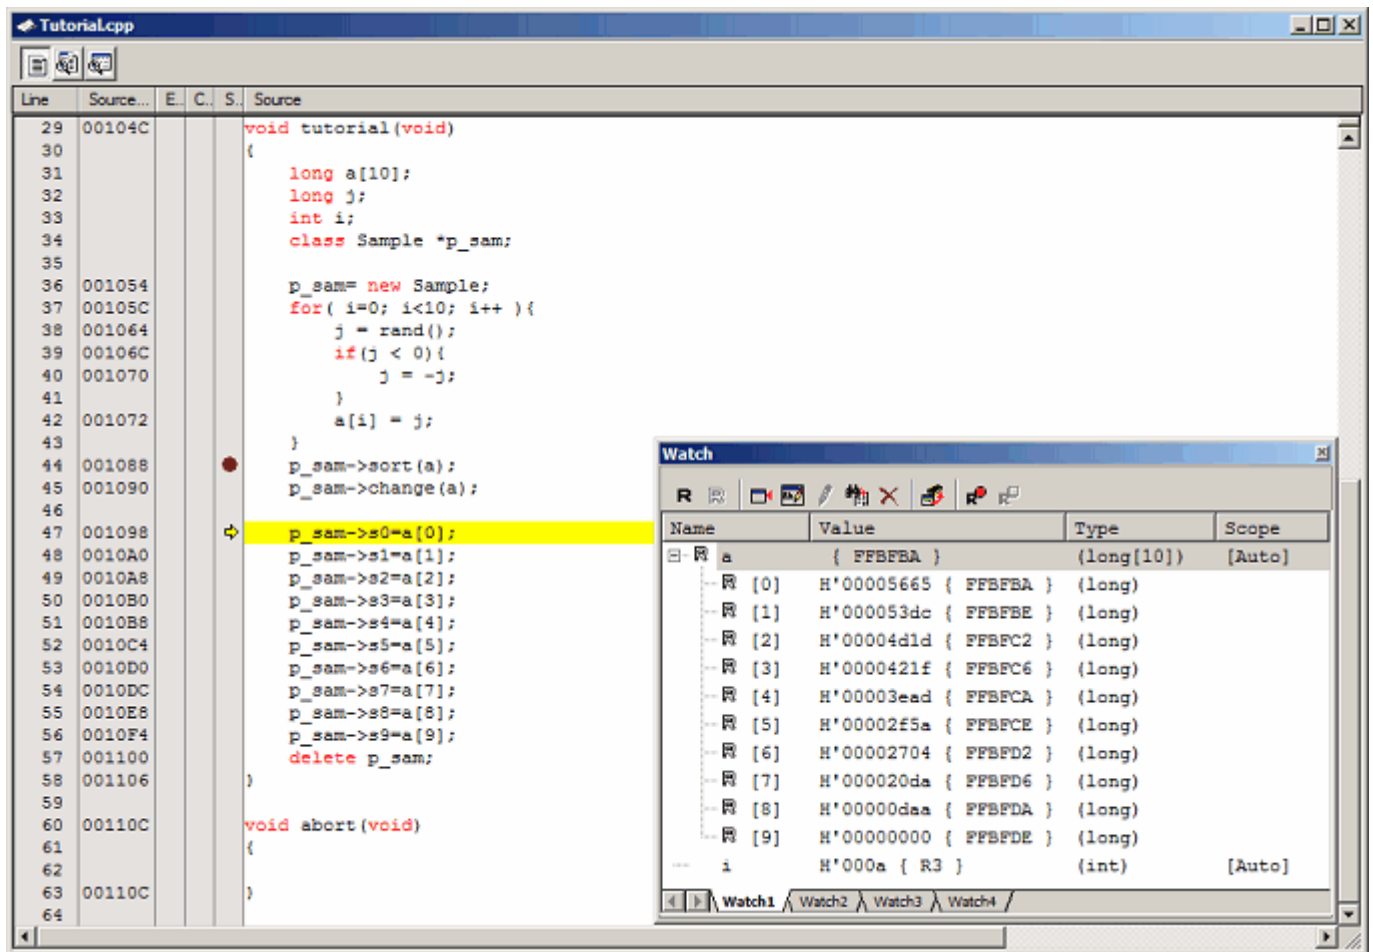 Tutorial.cpp
Line Source... E.. C.. S.. Source
29 00104C void tutorial(void)
30 {
31 long a[10];
32 long j;
33 int i;
34 class Sample *p_sam;
35
36 001054 p_sam= new Sample;
37 00105C for( i=0; i<10; i++ ){
38 001064 j = rand();
39 00106C if(j < 0){
40 001070 j = -j;
41 }
42 001072 a[i] = j;
43 }
44 001088 p_sam->sort(a);
45 001090 p_sam->change(a);
46
47 001098 p_sam->s0=a[0];
48 0010A0 p_sam->s1=a[1];
49 0010A8 p_sam->s2=a[2];
50 0010B0 p_sam->s3=a[3];
51 0010B8 p_sam->s4=a[4];
52 0010C4 p_sam->s5=a[5];
53 0010D0 p_sam->s6=a[6];
54 0010DC p_sam->s7=a[7];
55 0010E8 p_sam->s8=a[8];
56 0010F4 p_sam->s9=a[9];
57 001100 delete p_sam;
58 001106 }
59
60 00110C void abort(void)
61 {
62
63 00110C }
64
Watch
R R
Name Value Type Scope
R a { FFBFBA } (long[10]) [Auto]
R [0] H'00005665 { FFBFBA } (long)
R [1] H'000053dc { FFBFBE } (long)
R [2] H'00004d1d { FFBFC2 } (long)
R [3] H'0000421f { FFBFC6 } (long)
R [4] H'00003ead { FFBFCA } (long)
R [5] H'00002f5a { FFBFCE } (long)
R [6] H'00002704 { FFBFD2 } (long)
R [7] H'000020da { FFBFD6 } (long)
R [8] H'00000daa { FFBFDA } (long)
R [9] H'00000000 { FFBFDE } (long)
i H'000a { R3 } (int) [Auto]
Watch1 Watch2 Watch3 Watch4